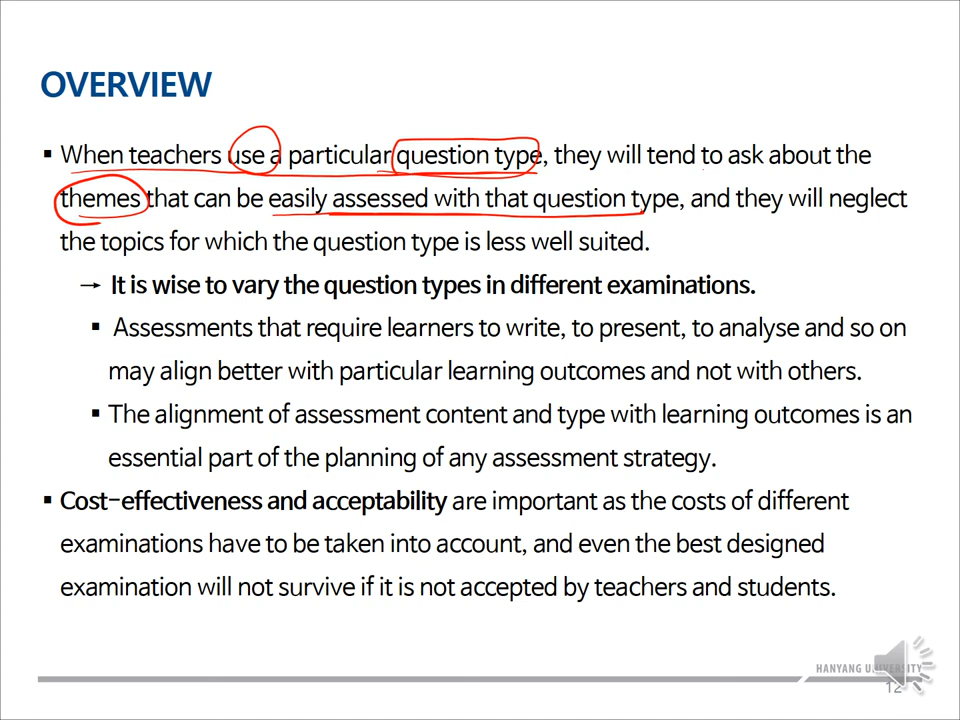 OVERVIEW
▪ When teachers use a particular question type, they will tend to ask about the
themes that can be easily assessed with that question type, and they will neglect
the topics for which the question type is less well suited.
→ It is wise to vary the question types in different examinations.
▪ Assessments that require learners to write, to present, to analyse and so on
may align better with particular learning outcomes and not with others.
▪ The alignment of assessment content and type with learning outcomes is an
essential part of the planning of any assessment strategy.
▪ Cost-effectiveness and acceptability are important as the costs of different
examinations have to be taken into account, and even the best designed
examination will not survive if it is not accepted by teachers and students.
HANYANG UNIVERSITY
12